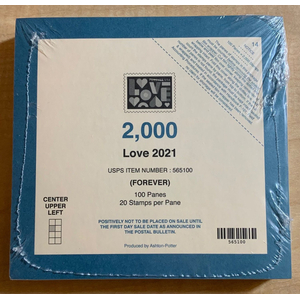 LOVE
2,000
Love 2021
USPS ITEM NUMBER : 565100
(FOREVER)
100 Panes
20 Stamps per Pane
CENTER
UPPER
LEFT
POSITIVELY NOT TO BE PLACED ON SALE UNTIL
THE FIRST DAY SALE DATE AS ANNOUNCED IN
THE POSTAL BULLETIN.
Produced by Ashton Potter
565100